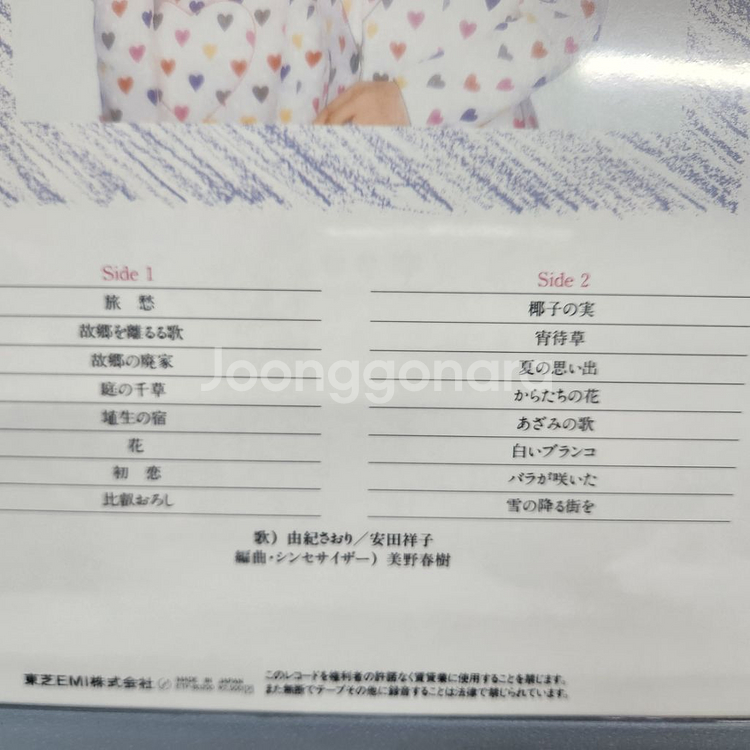 Side 1
旅 愁
故郷を離るる歌
故郷の廃家
庭の千草
埴生の宿
花
初 恋
比叡おろし
Side 2
椰子の実
宵待草
夏の思い出
からたちの花
あざみの歌
白いブランコ
バラが咲いた
雪の降る街を
歌）由紀さおり／安田祥子
編曲・シンセサイザー）美野春樹
東芝EMI株式会社
MADE IN JAPAN
このレコードを権利者の許諾なく賃貸業に使用することを禁じます。
また無断でテープその他に録音することは法律で禁じられています。
Joonggonara